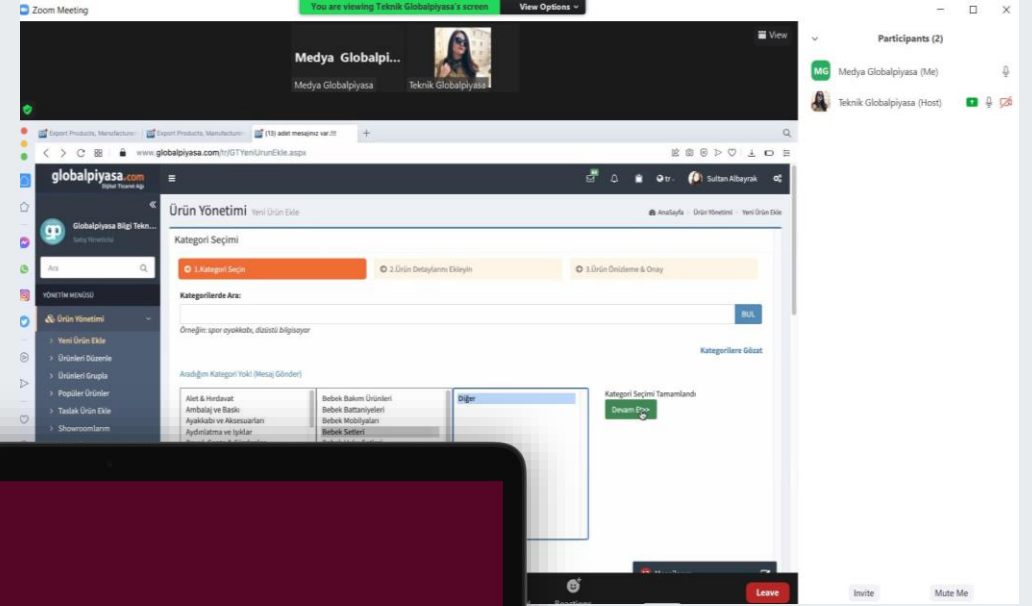 Zoom Meeting
You are viewing Teknik Globalpiyasa's screen
View Options
View
Medya Globalpi...
Medya Globalpiyasa
Teknik Globalpiyasa
Participants (2)
MG Medya Globalpiyasa (Me)
Teknik Globalpiyasa (Host)
Export Products, Manufacturer
Export Products, Manufacturer
(13) adet mesajınız var.!!!
www.globalpiyasa.com/tr/GTYeniUrunEkle.aspx
globalpiyasa.com
Dijital Ticaret Ağı
tr
Sultan Albayrak
gp
Globalpiyasa Bilgi Tekn...
Satış Yöneticisi
Ürün Yönetimi Yeni Ürün Ekle
AnaSayfa Ürün Yönetimi Yeni Ürün Ekle
Kategori Seçimi
Ara
1.Kategori Seçin
2.Ürün Detaylarını Ekleyin
3.Ürün Önizleme & Onay
YÖNETİM MENÜSÜ
Kategorilerde Ara:
Ürün Yönetimi
BUL
Örneğin: spor ayakkabı, dizüstü bilgisayar
Yeni Ürün Ekle
Ürünleri Düzenle
Kategorilere Gözat
Ürünleri Grupla
Aradığım Kategori Yok! (Mesaj Gönder)
Popüler Ürünler
Taslak Ürün Ekle
Showroomlarım
Alet & Hırdavat
Ambalaj ve Baskı
Ayakkabı ve Aksesuarları
Aydınlatma ve Işıklar
Bebek Bakım Ürünleri
Bebek Battaniyeleri
Bebek Mobilyaları
Bebek Setleri
Diğer
Kategori Seçimi Tamamlandı
Devam Et>>
Reactions
Leave
Invite
Mute Me